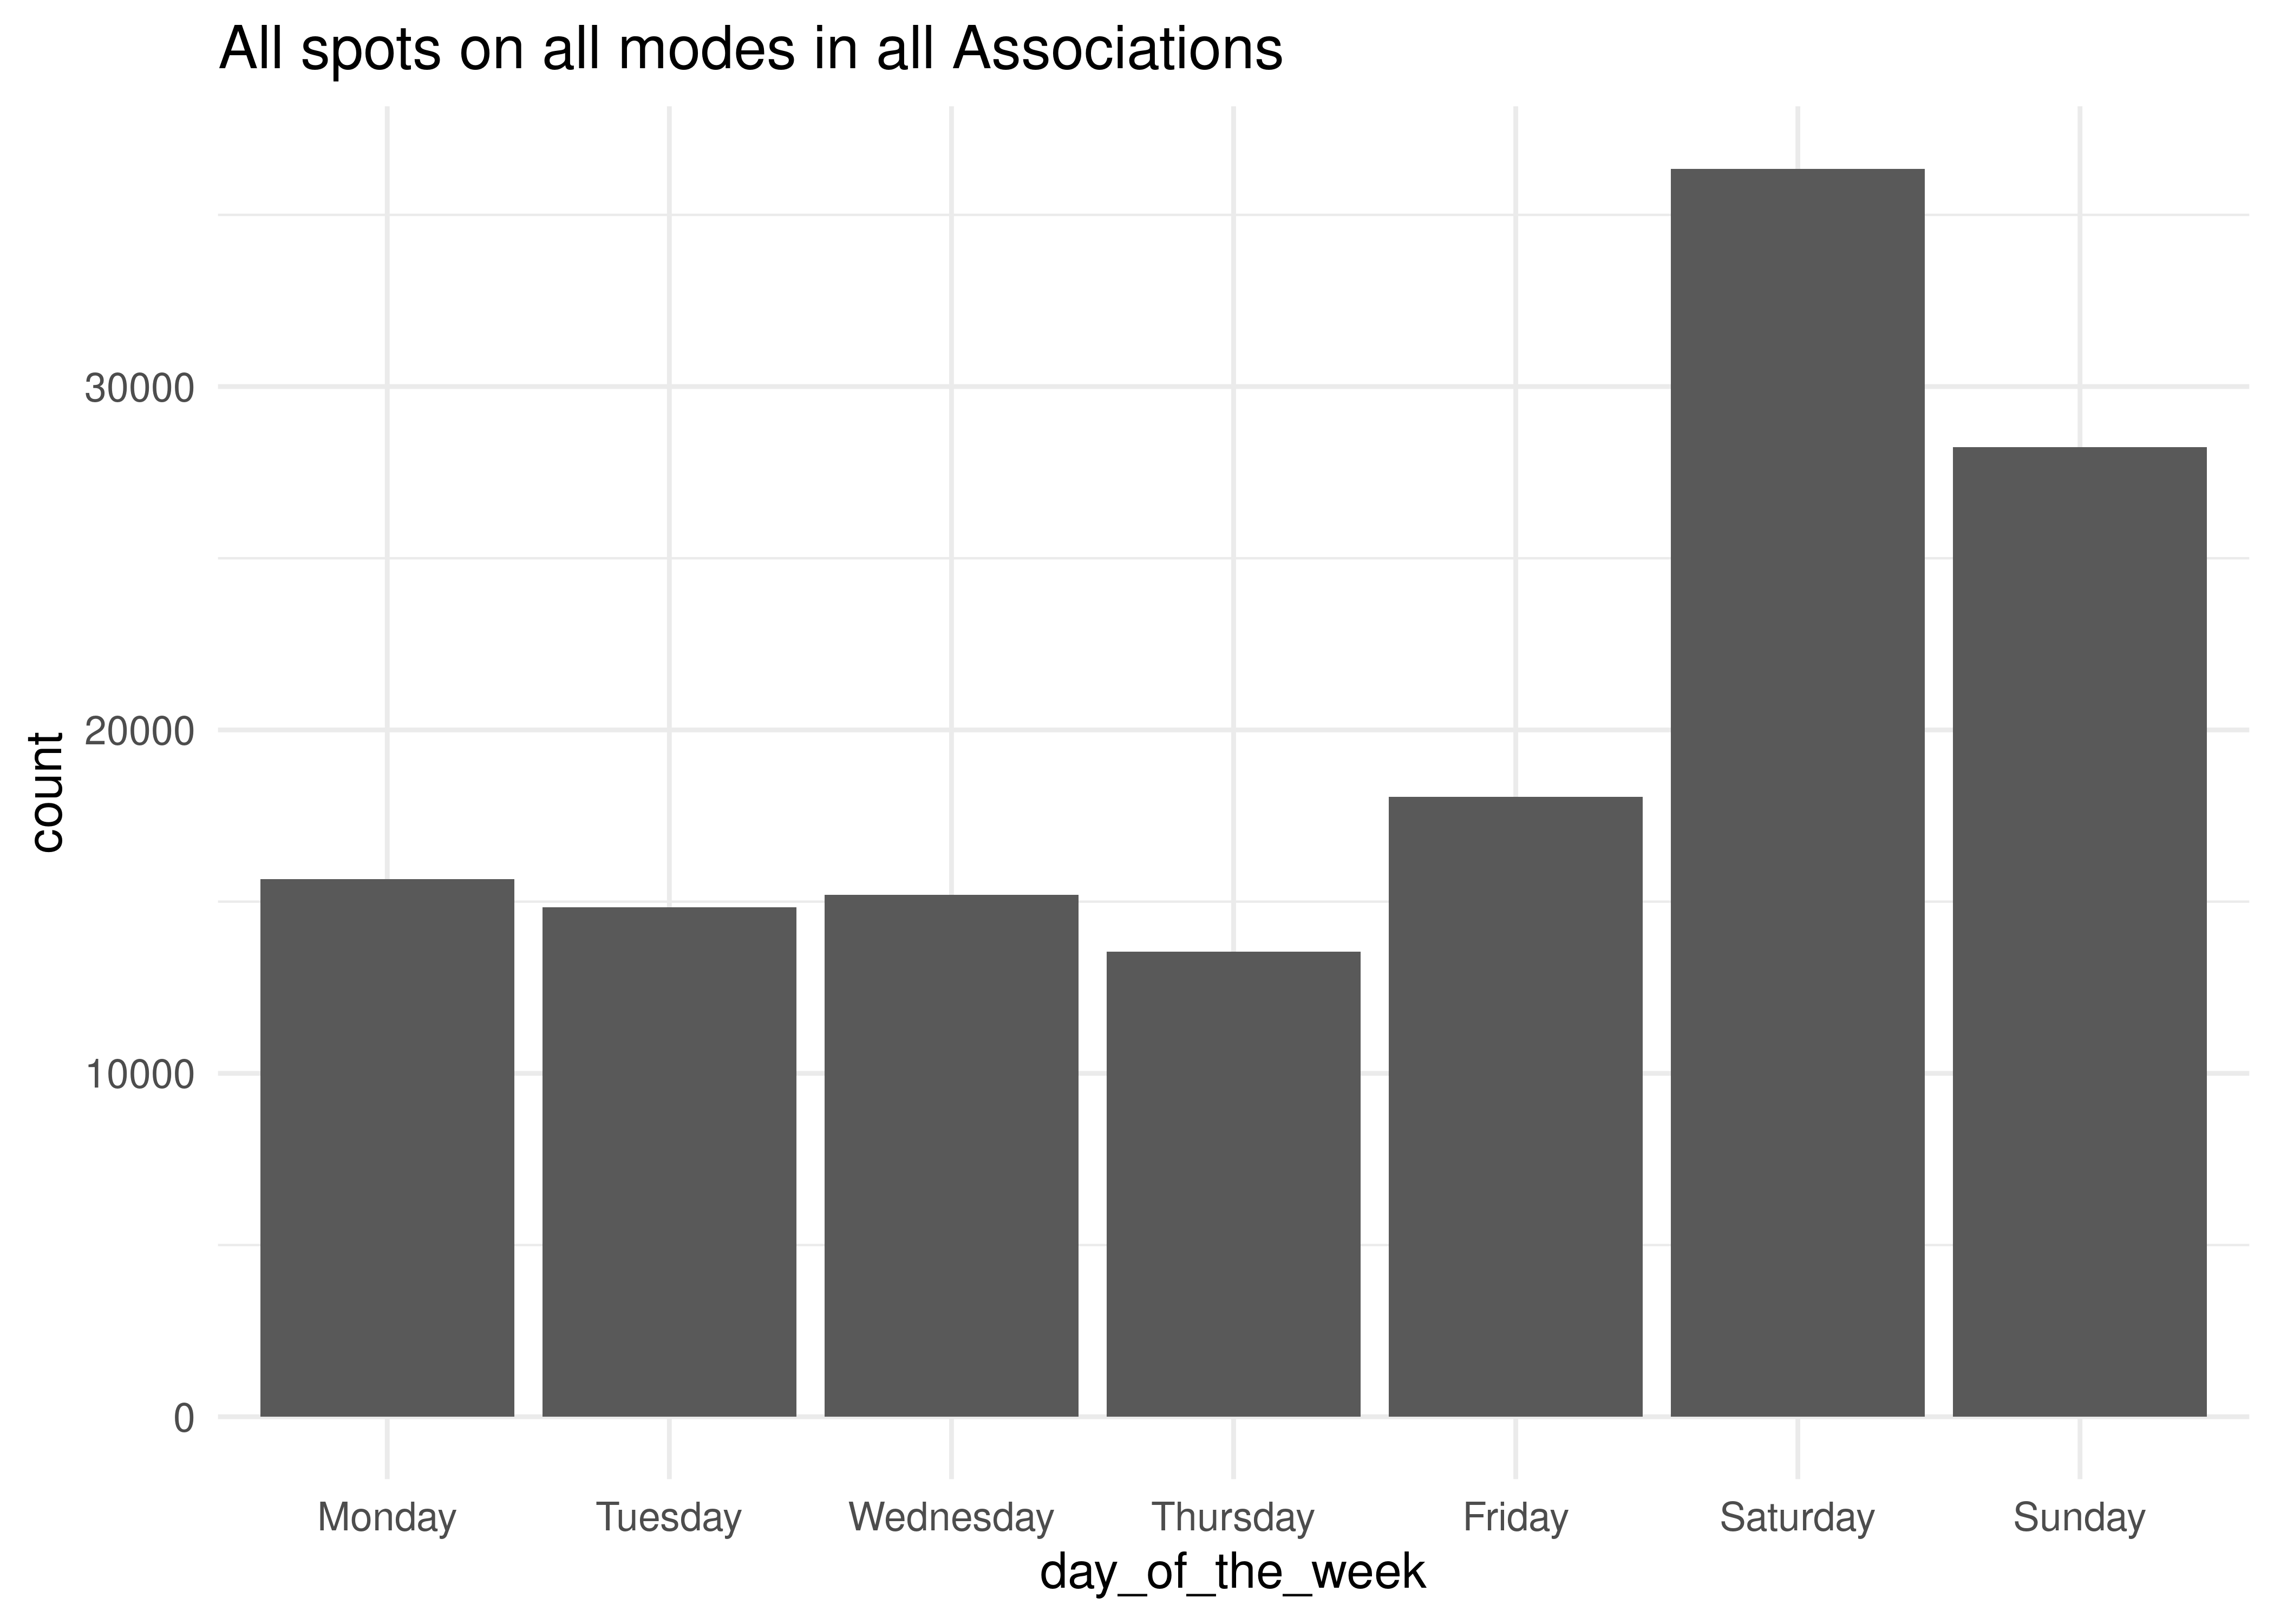 All spots on all modes in all Associations
count
30000
20000
10000
0
Monday Tuesday Wednesday Thursday Friday Saturday Sunday
day_of_the_week